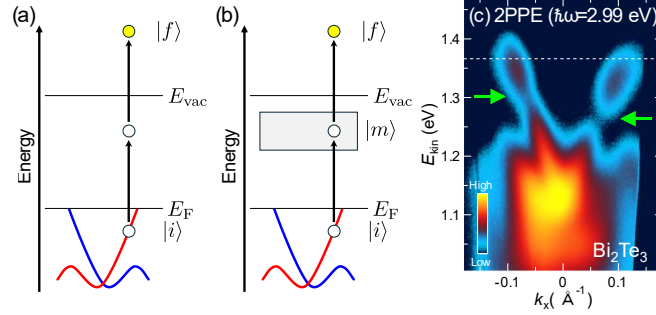 (a)
|f⟩
E_vac
Energy
E_F
|i⟩
(b)
|f⟩
E_vac
|m⟩
Energy
E_F
|i⟩
(c) 2PPE (ℏω=2.99 eV)
1.4
1.3
1.2
1.1
E_kin (eV)
High
Low
Bi₂Te₃
-0.1 0 0.1
k_x( Å⁻¹)